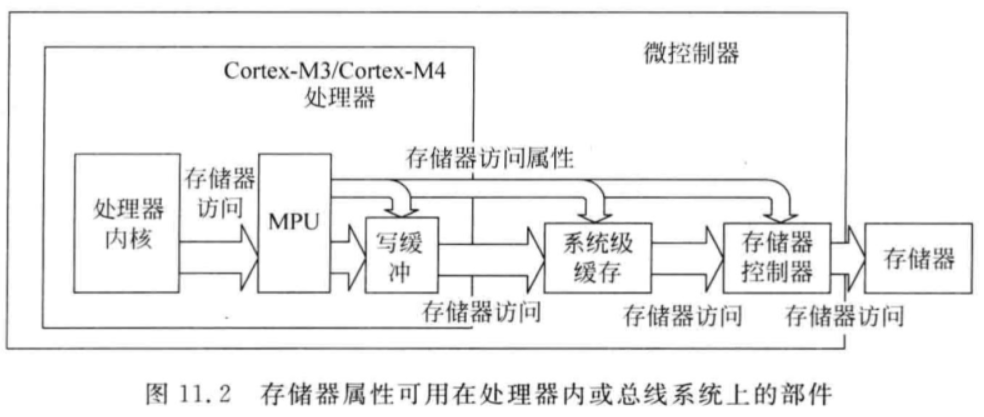 微控制器
Cortex-M3/Cortex-M4
处理器
存储器访问属性
处理器
内核
存储器
访问
MPU
写缓
冲
系统级
缓存
存储器
控制器
存储器
存储器访问
存储器访问
存储器访问
图 11.2 存储器属性可用在处理器内或总线系统上的部件